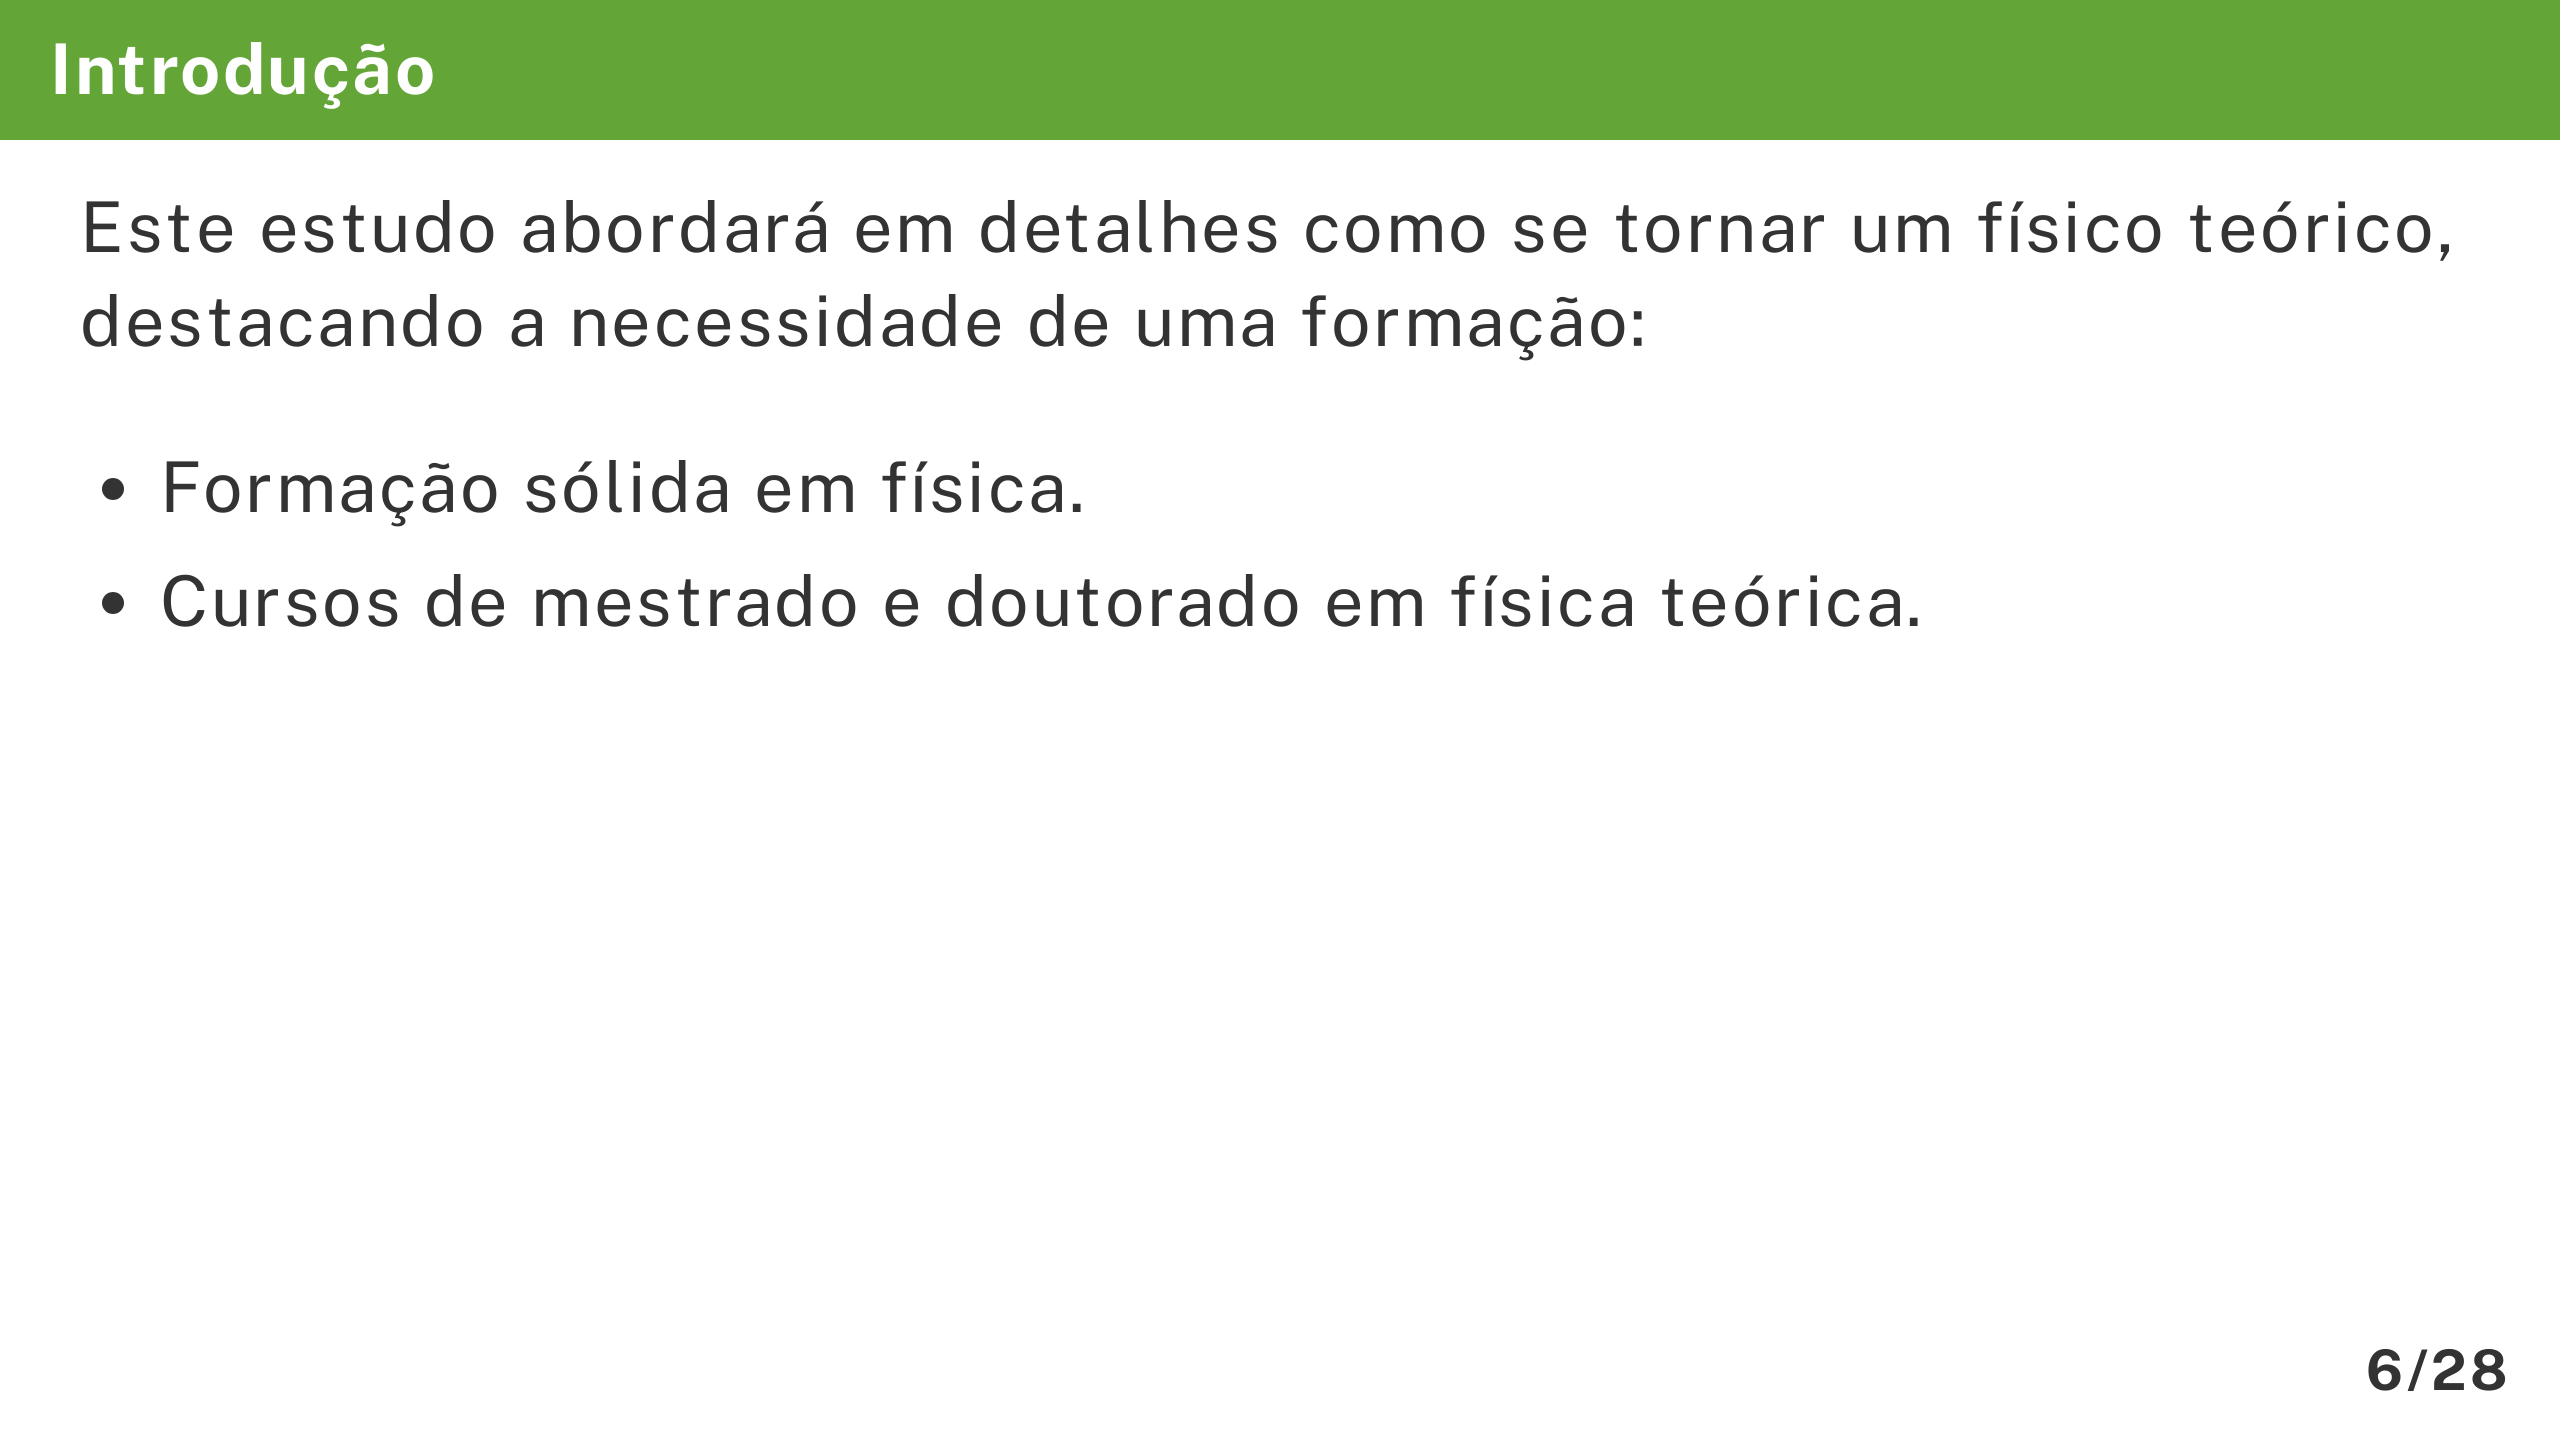 Introdução
Este estudo abordará em detalhes como se tornar um físico teórico,
destacando a necessidade de uma formação:
• Formação sólida em física.
• Cursos de mestrado e doutorado em física teórica.
6/28